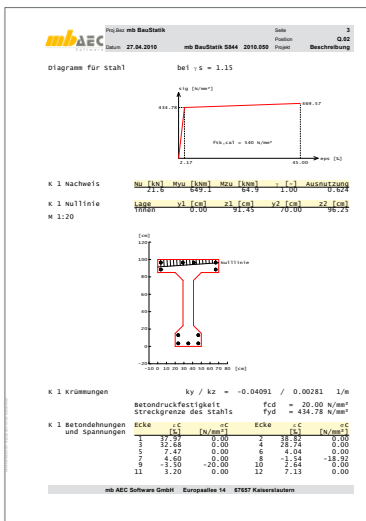 mb AEC
Software
Proj.Bez mb BauStatik Seite 3
Position Q.02
Datum 27.04.2010 mb BauStatik S844 2010.050 Projekt Beschreibung
Diagramm für Stahl bei γs = 1.15
sig [N/mm²]
434.78
469.57
ftk,cal = 540 N/mm²
2.17 45.00 eps [‰]
K 1 Nachweis Nu [kN] Myu [kNm] Mzu [kNm] γ [-] Ausnutzung
21.6 649.1 64.9 1.00 0.624
K 1 Nullinie Lage y1 [cm] z1 [cm] y2 [cm] z2 [cm]
innen 0.00 91.45 70.00 96.25
M 1:20
[cm]
120
100
Nulllinie
80
60
40
20
0
-20
-10 0 10 20 30 40 50 60 70 80 [cm]
K 1 Krümmungen ky / kz = -0.04091 / 0.00281 1/m
Betondruckfestigkeit fcd = 20.00 N/mm²
Streckgrenze des Stahls fyd = 434.78 N/mm²
K 1 Betondehnungen und Spannungen Ecke εc [‰] σc [N/mm²] Ecke εc [‰] σc [N/mm²]
1 37.97 0.00 2 38.82 0.00
3 32.68 0.00 4 28.74 0.00
5 7.47 0.00 6 4.04 0.00
7 4.60 0.00 8 -1.54 -18.92
9 -3.50 -20.00 10 2.64 0.00
11 3.20 0.00 12 7.13 0.00
mb AEC Software GmbH Europaallee 14 67657 Kaiserslautern